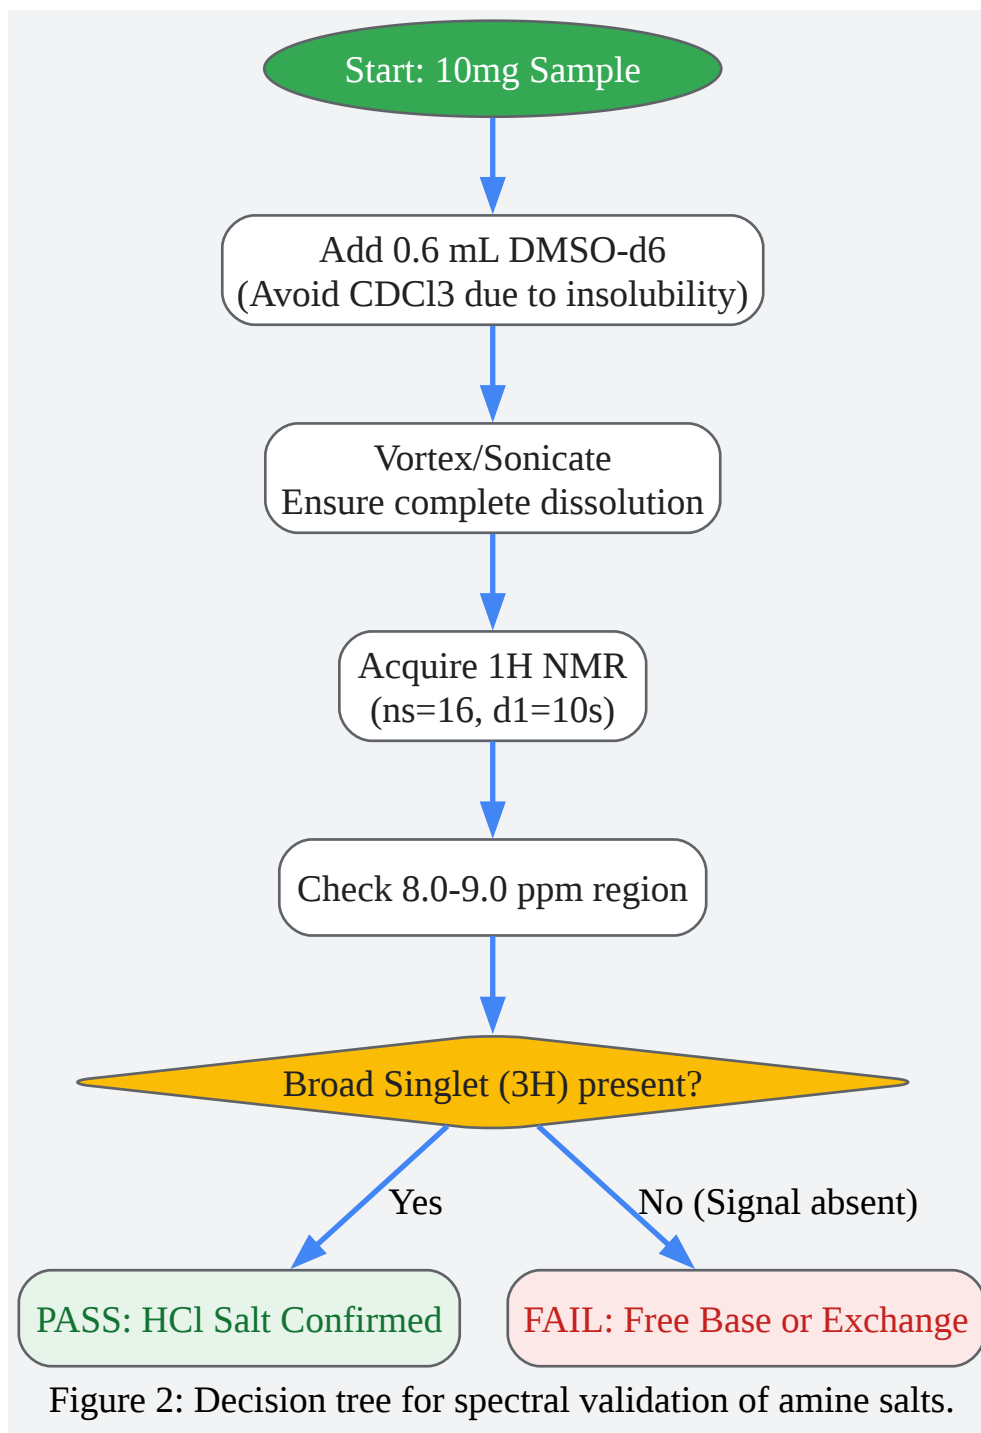 Start: 10mg Sample
Add 0.6 mL DMSO-d6
(Avoid CDCl3 due to insolubility)
Vortex/Sonicate
Ensure complete dissolution
Acquire 1H NMR
(ns=16, d1=10s)
Check 8.0-9.0 ppm region
Broad Singlet (3H) present?
Yes
No (Signal absent)
PASS: HCl Salt Confirmed
FAIL: Free Base or Exchange
Figure 2: Decision tree for spectral validation of amine salts.